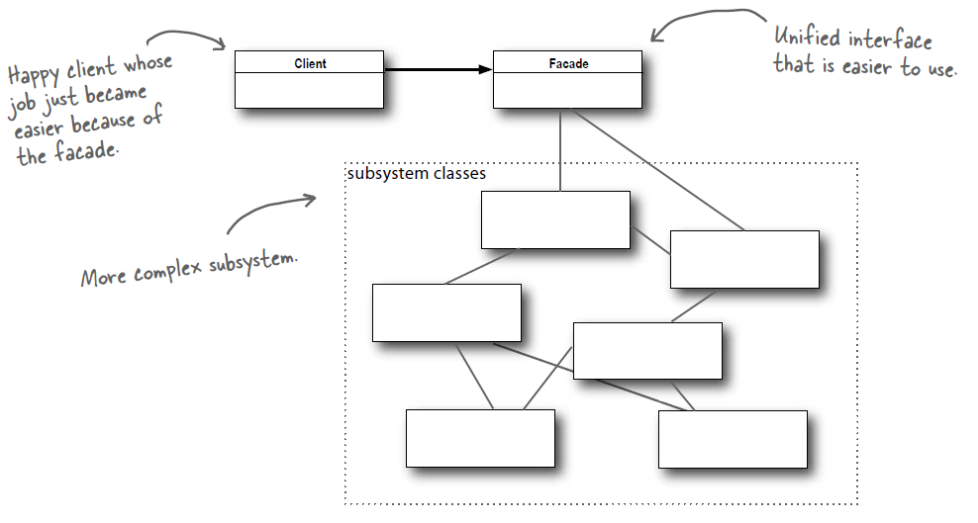 Happy client whose
job just became
easier because of
the facade.
Client
Facade
Unified interface
that is easier to use.
subsystem classes
More complex subsystem.